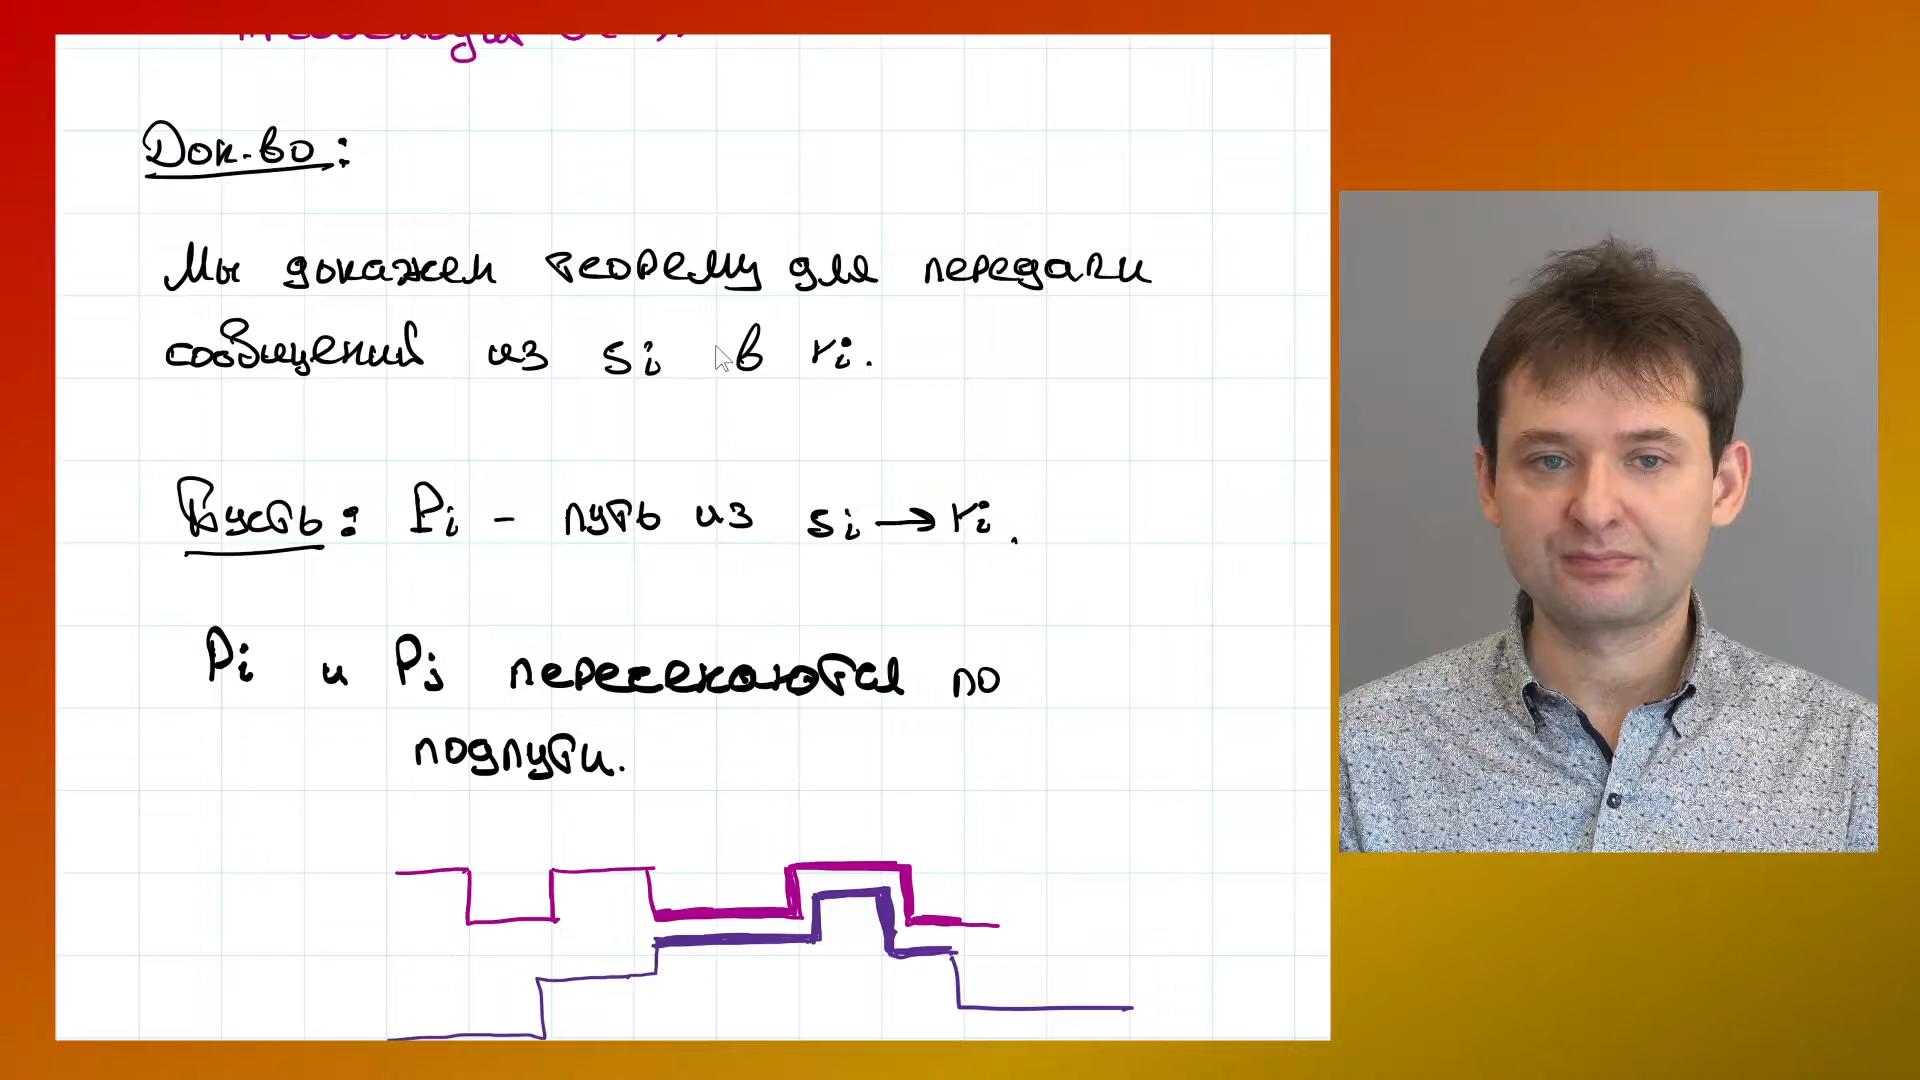 Док-во:
Мы докажем теорему для передачи
сообщений из si в ri.
Пусть: Pi - путь из si → ri.
Pi и Pj пересекаются по
подпути.